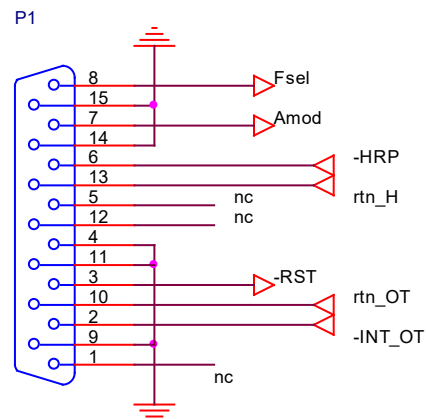 P1
8 Fsel
15
7 Amod
14
6 -HRP
13 rtn_H
5 nc
12 nc
4
11
3 -RST
10 rtn_OT
2 -INT_OT
9
1 nc